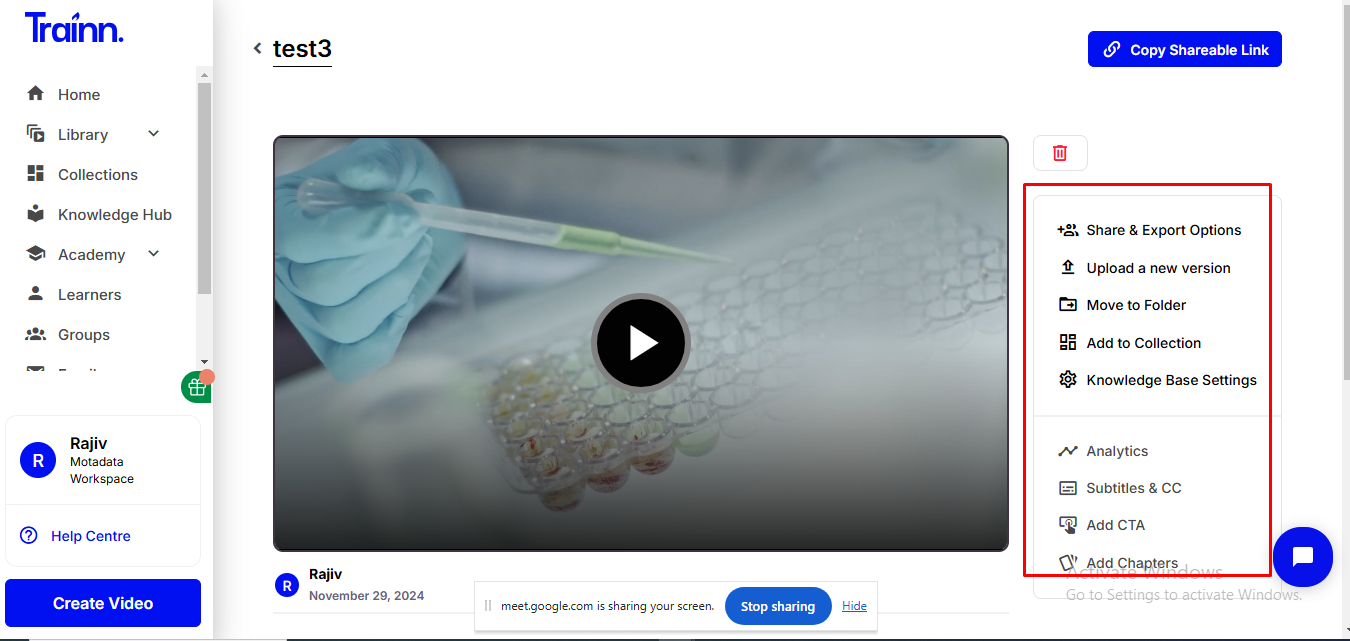 Trainn.
Home
Library
Collections
Knowledge Hub
Academy
Learners
Groups
R
Rajiv
Motadata
Workspace
Help Centre
Create Video
test3
Copy Shareable Link
Share & Export Options
Upload a new version
Move to Folder
Add to Collection
Knowledge Base Settings
Analytics
Subtitles & CC
Add CTA
Add Chapters
Activate Windows
Go to Settings to activate Windows.
R
Rajiv
November 29, 2024
meet.google.com is sharing your screen.
Stop sharing
Hide